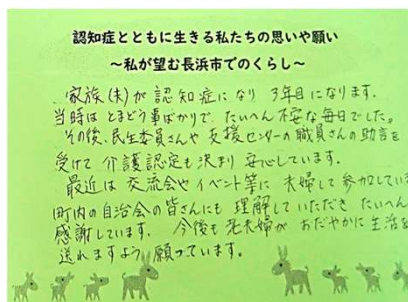 認知症とともに生きる私たちの思いや願い
～私が望む長浜市でのくらし～
家族(夫)が認知症になり 3年目になります.
当時はとまどう事ばかりで、たいへん不安な毎日でした。
その後、民生委員さんや支援センターの職員さんの助言を
受けて 介護認定も決まり 安心しています.
最近は 交流会やイベント等に 夫婦して参加してい
町内の自治会の皆さんにも 理解していただき たいへん
感謝しています. 今後も 老夫婦が おだやかに生活を
送れますよう 願っています.